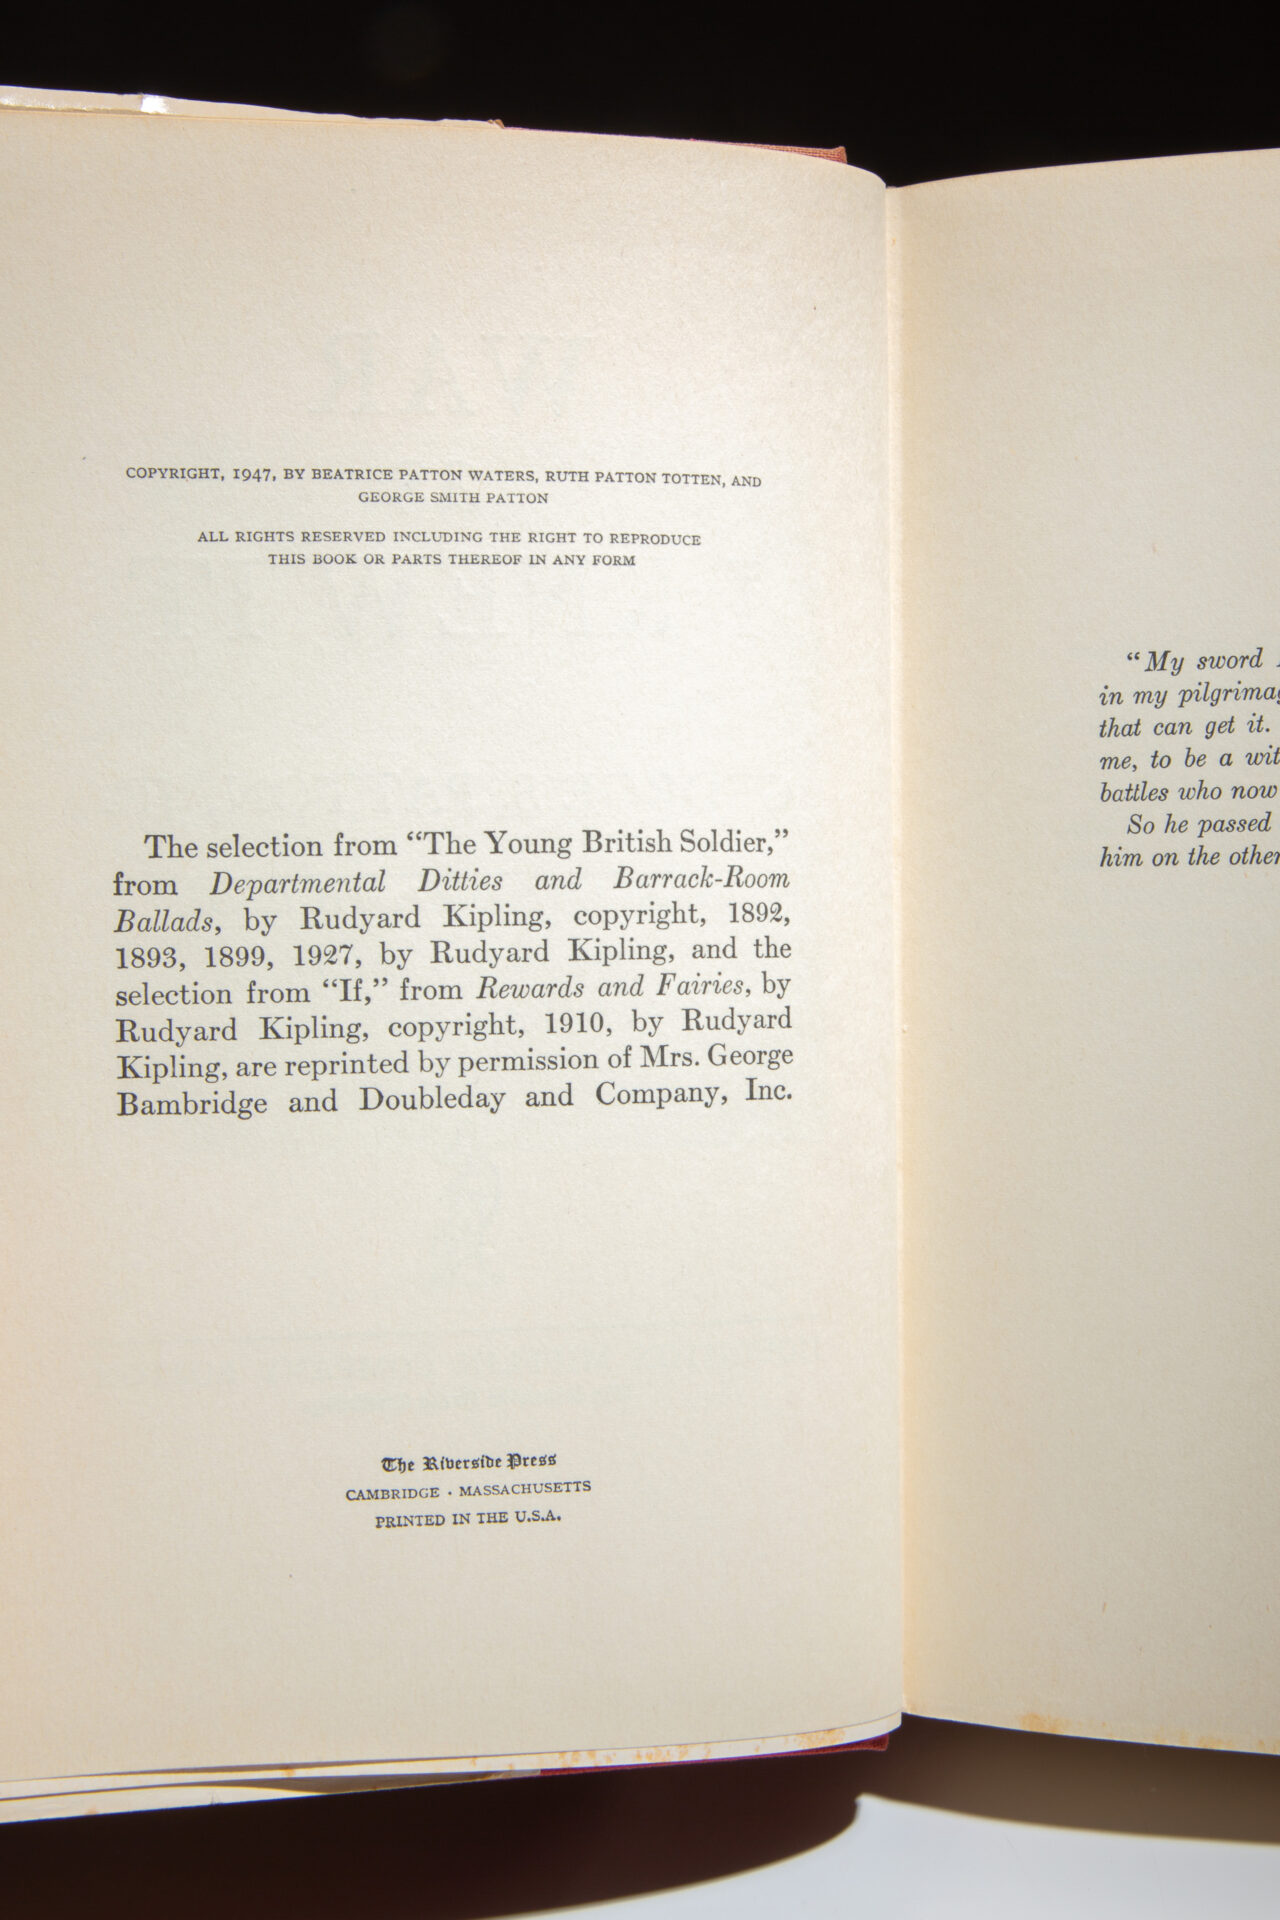 COPYRIGHT, 1947, BY BEATRICE PATTON WATERS, RUTH PATTON TOTTEN, AND
GEORGE SMITH PATTON
ALL RIGHTS RESERVED INCLUDING THE RIGHT TO REPRODUCE
THIS BOOK OR PARTS THEREOF IN ANY FORM
The selection from “The Young British Soldier,”
from Departmental Ditties and Barrack-Room
Ballads, by Rudyard Kipling, copyright, 1892,
1893, 1899, 1927, by Rudyard Kipling, and the
selection from “If,” from Rewards and Fairies, by
Rudyard Kipling, copyright, 1910, by Rudyard
Kipling, are reprinted by permission of Mrs. George
Bambridge and Doubleday and Company, Inc.
The Riverside Press
CAMBRIDGE · MASSACHUSETTS
PRINTED IN THE U.S.A.
“My sword
in my
that can get it.
me, to be a
battles who now
So he passed
him on the